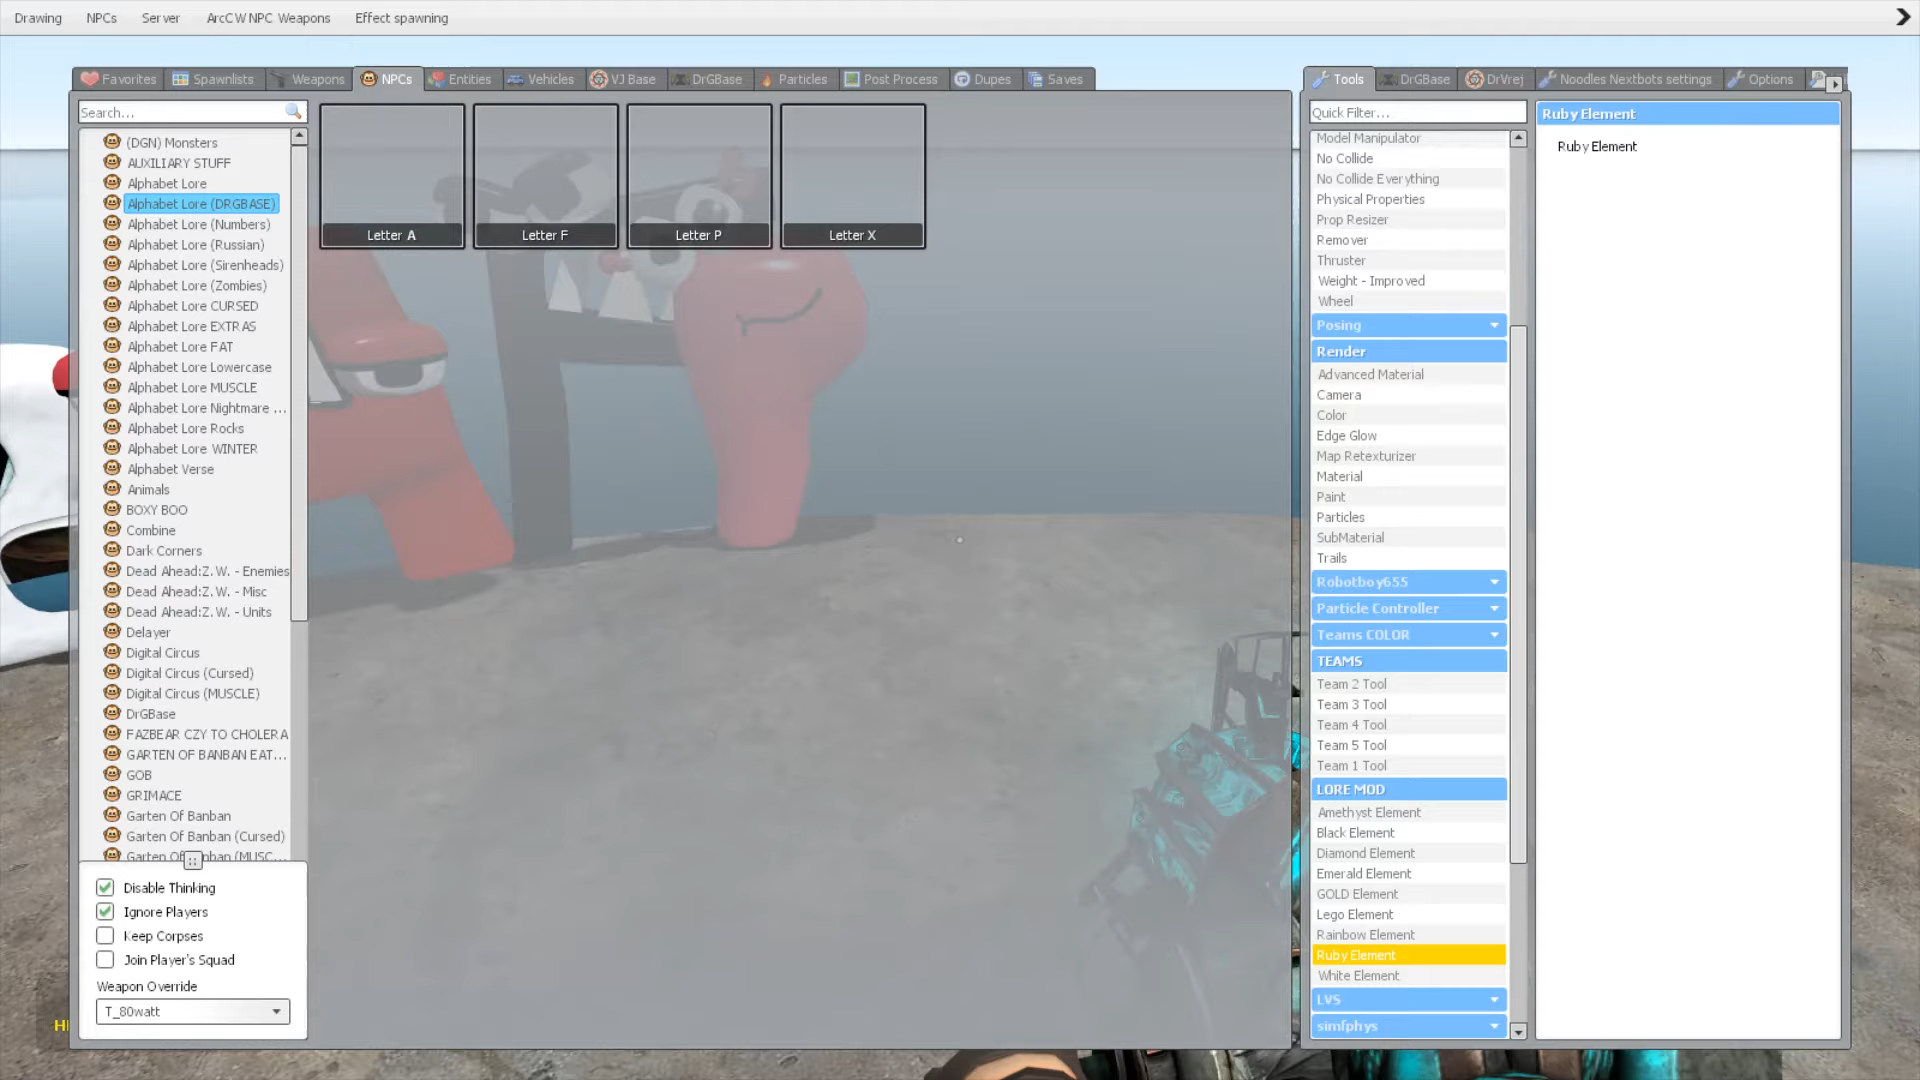 Drawing
NPCs
Server
ArcCW NPC Weapons
Effect spawning
Favorites
Spawnlists
Weapons
NPCs
Entities
Vehicles
VJ Base
DrGBase
Particles
Post Process
Dupes
Saves
Search...
(DGN) Monsters
AUXILIARY STUFF
Alphabet Lore
Alphabet Lore (DRGBASE)
Alphabet Lore (Numbers)
Alphabet Lore (Russian)
Alphabet Lore (Sirenheads)
Alphabet Lore (Zombies)
Alphabet Lore CURSED
Alphabet Lore EXTRAS
Alphabet Lore FAT
Alphabet Lore Lowercase
Alphabet Lore MUSCLE
Alphabet Lore Nightmare ...
Alphabet Lore Rocks
Alphabet Lore WINTER
Alphabet Verse
Animals
BOXY BOO
Combine
Dark Corners
Dead Ahead:Z.W. - Enemies
Dead Ahead:Z.W. - Misc
Dead Ahead:Z.W. - Units
Delayer
Digital Circus
Digital Circus (Cursed)
Digital Circus (MUSCLE)
DrGBase
FAZBEAR CZY TO CHOLERA
GARTEN OF BANBAN EAT...
GOB
GRIMACE
Garten Of Banban
Garten Of Banban (Cursed)
Disable Thinking
Ignore Players
Keep Corpses
Join Player's Squad
Weapon Override
T_80watt
Letter A
Letter F
Letter P
Letter X
Tools
DrGBase
DrVrej
Noodles Nextbots settings
Options
Quick Filter...
Model Manipulator
No Collide
No Collide Everything
Physical Properties
Prop Resizer
Remover
Thruster
Weight - Improved
Wheel
Posing
Render
Advanced Material
Camera
Color
Edge Glow
Map Retexturizer
Material
Paint
Particles
SubMaterial
Trails
Robotboy655
Particle Controller
Teams COLOR
TEAMS
Team 2 Tool
Team 3 Tool
Team 4 Tool
Team 5 Tool
Team 1 Tool
LORE MOD
Amethyst Element
Black Element
Diamond Element
Emerald Element
GOLD Element
Lego Element
Rainbow Element
Ruby Element
White Element
LVS
simfphys
Ruby Element
Ruby Element